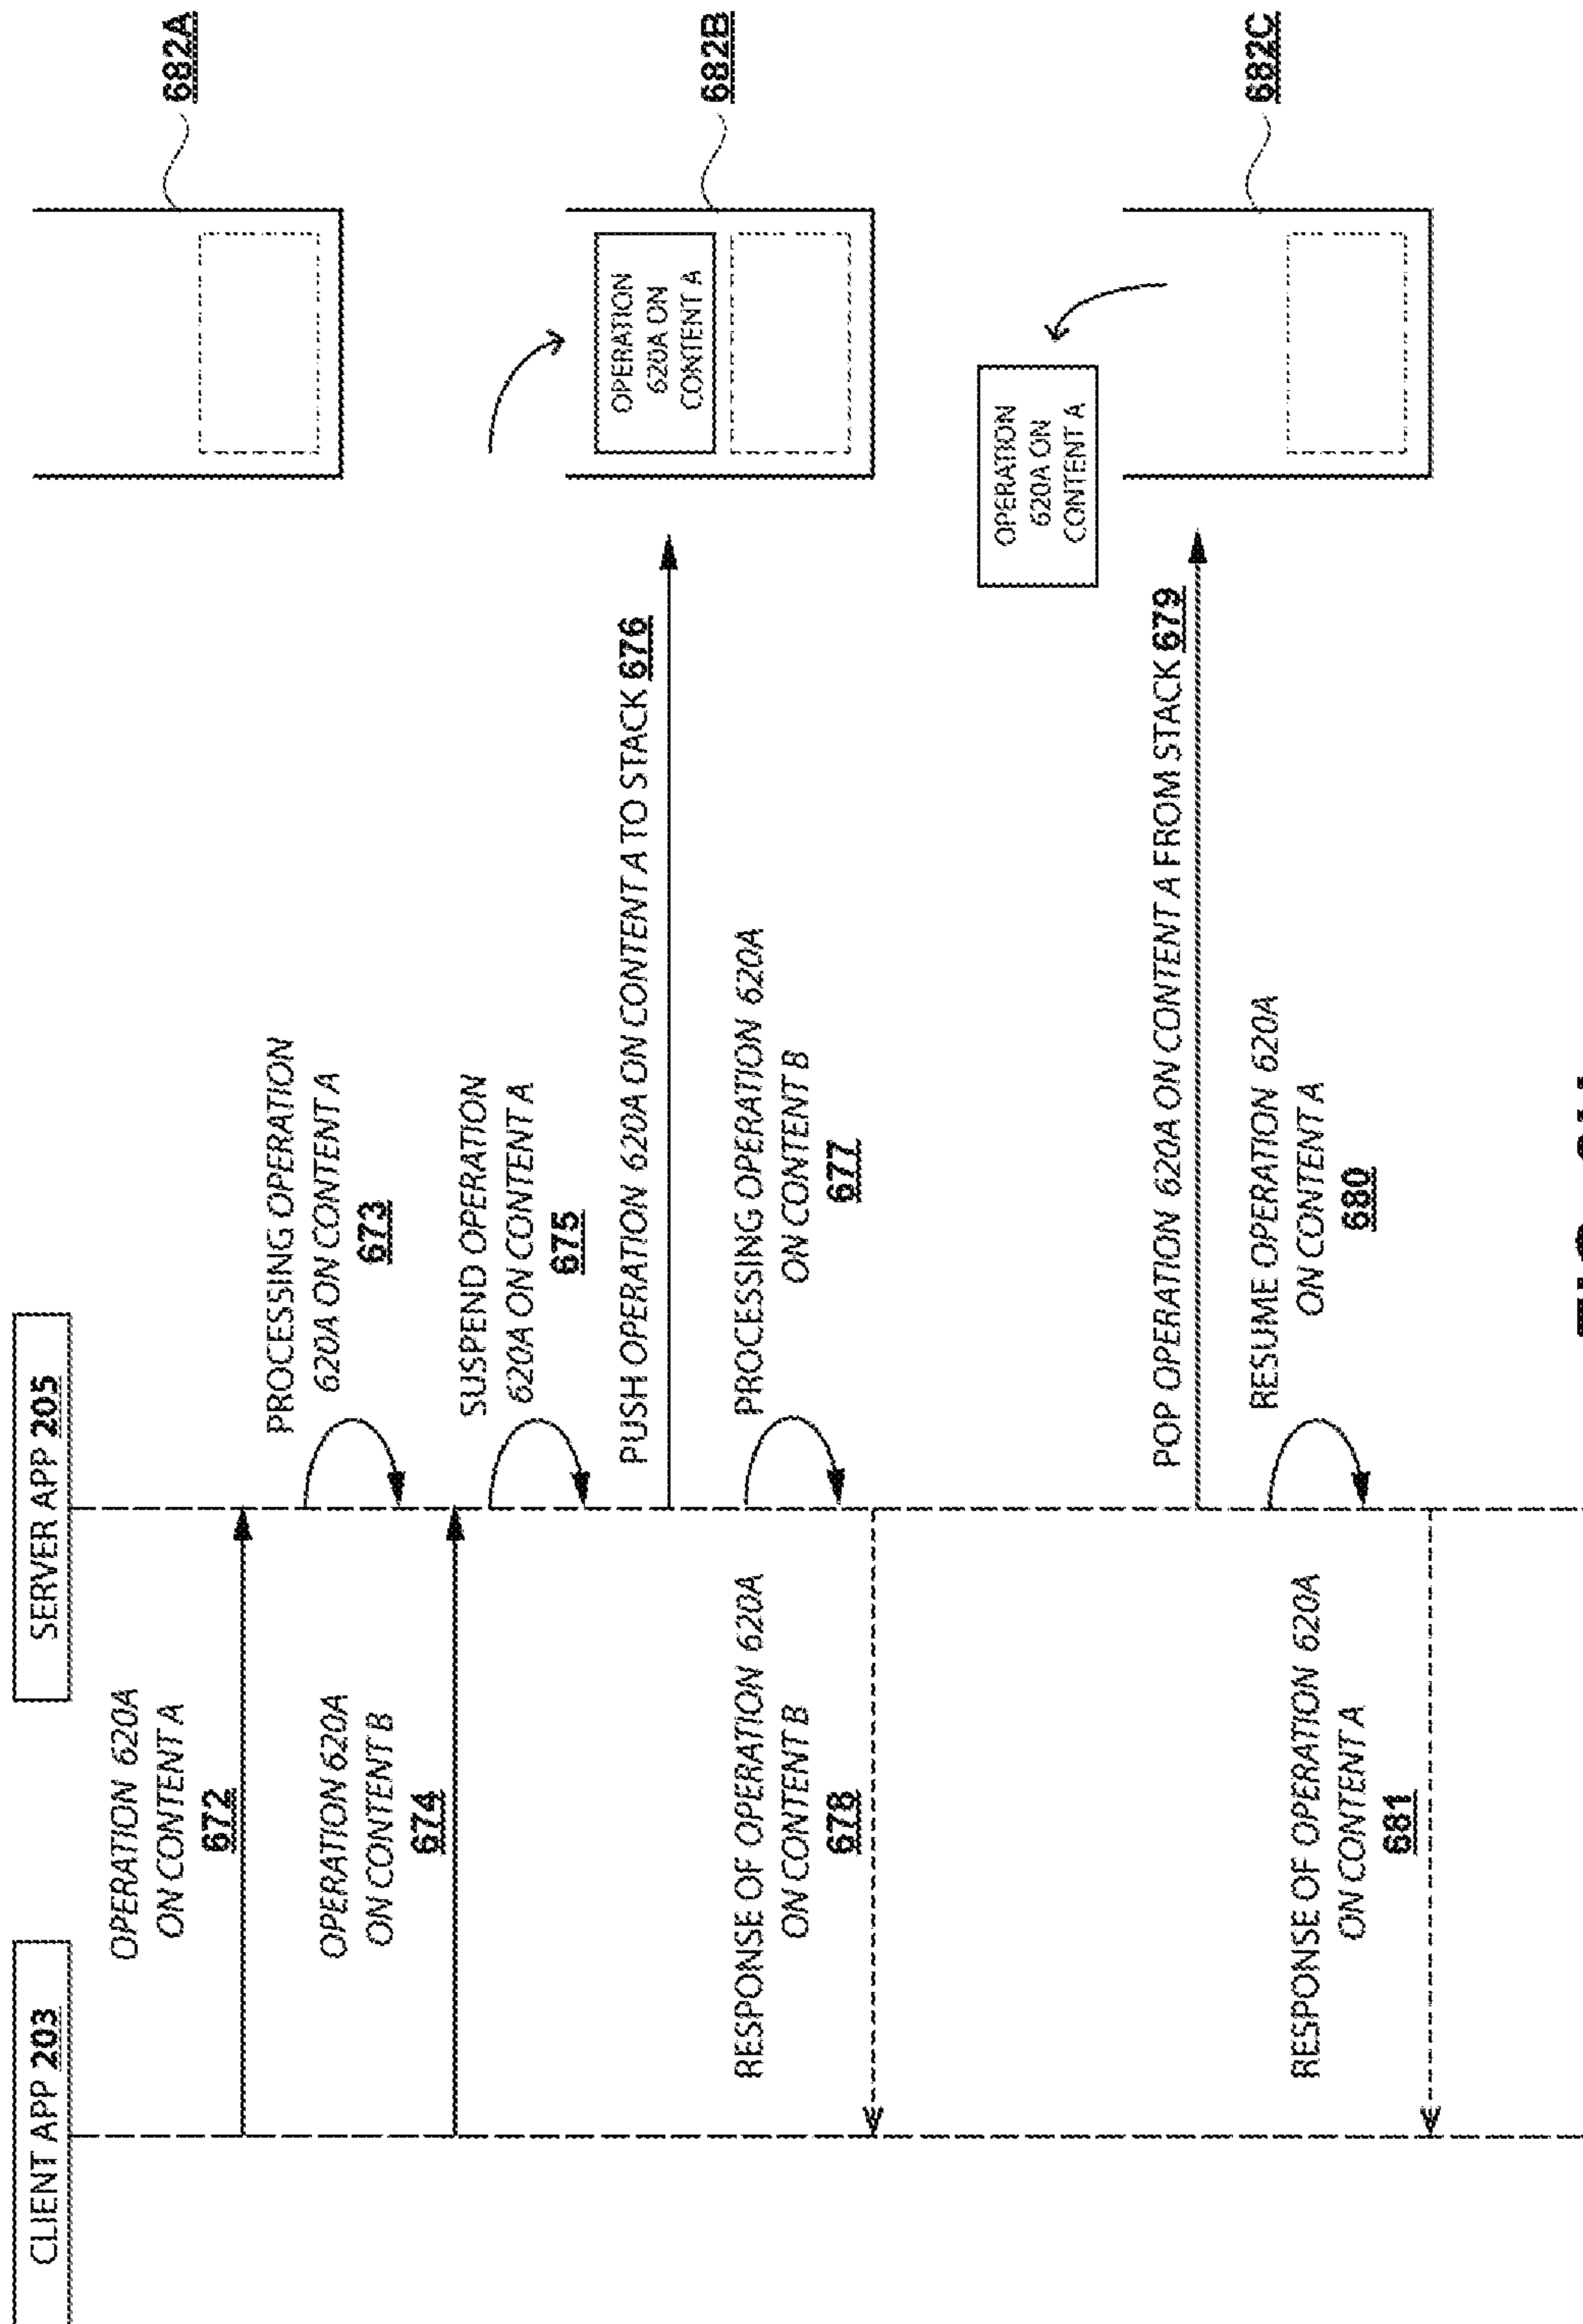 CLIENT APP 203
SERVER APP 205
OPERATION 620A
ON CONTENT A
672
PROCESSING OPERATION
620A ON CONTENT A
673
682A
OPERATION 620A
ON CONTENT B
674
SUSPEND OPERATION
620A ON CONTENT A
675
PUSH OPERATION 620A ON CONTENT A TO STACK 676
OPERATION
620A ON
CONTENT A
682B
PROCESSING OPERATION 620A
ON CONTENT B
677
RESPONSE OF OPERATION 620A
ON CONTENT B
678
OPERATION
620A ON
CONTENT A
POP OPERATION 620A ON CONTENT A FROM STACK 679
682C
RESUME OPERATION 620A
ON CONTENT A
680
RESPONSE OF OPERATION 620A
ON CONTENT A
681